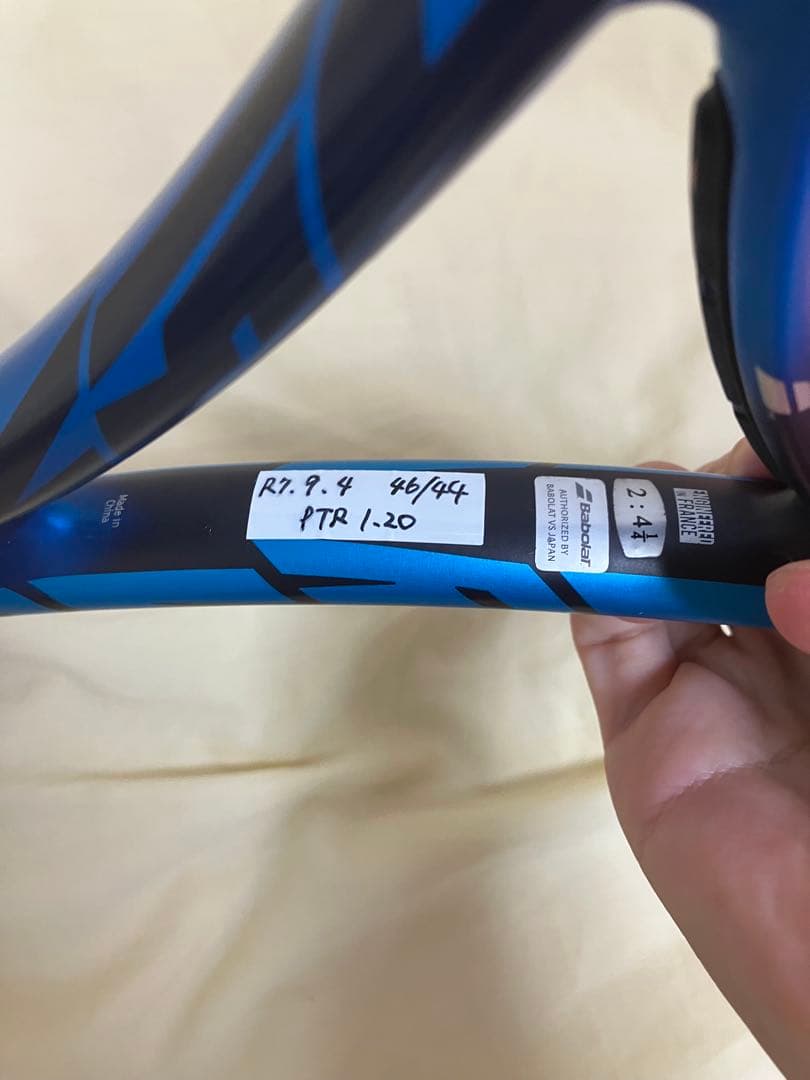 R7.9.4 46/44
PTR 1.20
Babolat
AUTHORIZED BY
BABOLAT VS JAPAN
2:4 1/4
ENGINEERED
IN FRANCE
Made in
China